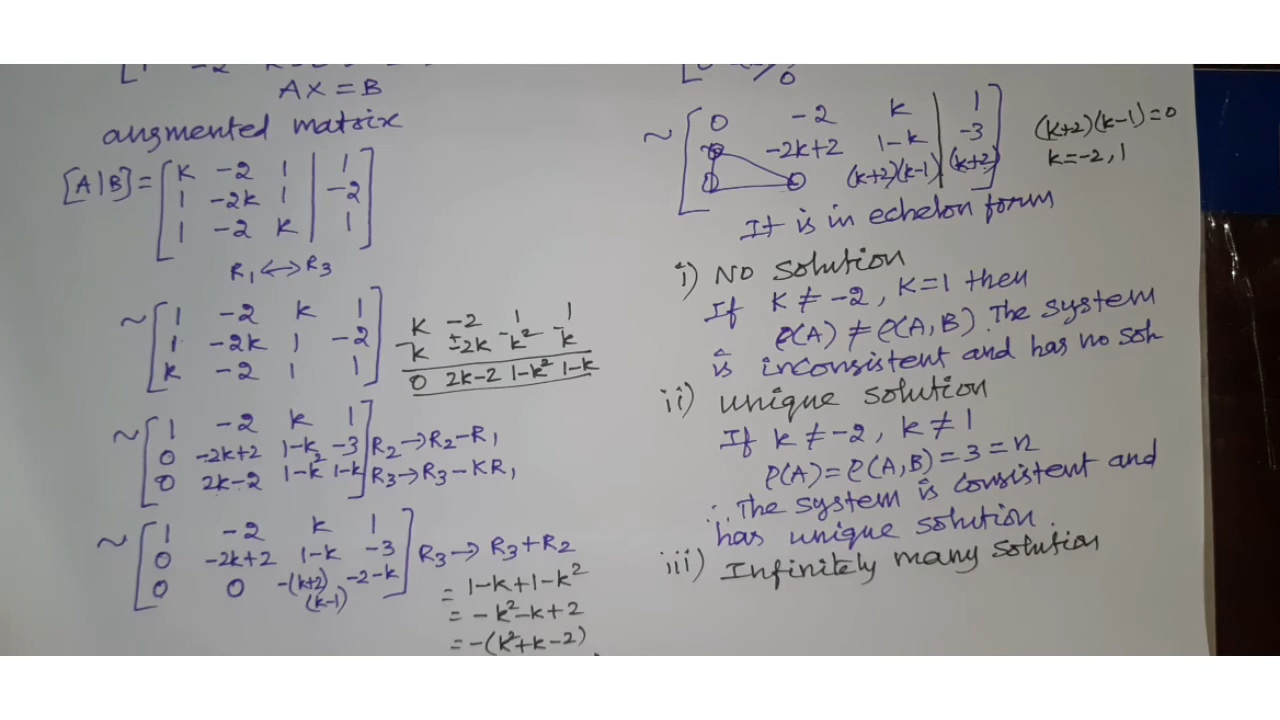 AX = B
augmented matrix
[A|B] = [K -2 1 | 1
1 -2K 1 | -2
1 -2 K | 1]
R₁ ↔ R₃
~ [1 -2 K 1
1 -2K 1 -2
K -2 1 1]
K -2 1 1
-K ±2K -K² -K
0 2K-2 1-K² 1-K
~ [1 -2 K 1
0 -2K+2 1-K -3] R₂→R₂-R₁
0 2K-2 1-K² 1-K] R₃→R₃-KR₁
~ [1 -2 K 1
0 -2K+2 1-K -3] R₃→R₃+R₂
0 0 -(K+2)(K-1) -2-K]
= 1-K+1-K²
= -K²-K+2
= -(K²+K-2)
~ [0 -2 K | 1
0 -2K+2 1-K | -3
0 0 (K+2)(K-1) | (K+2)]
(K+2)(K-1)=0
K=-2, 1
It is in echelon form
i) NO Solution
If K ≠ -2, K=1 then
ρ(A) ≠ ρ(A,B). The system
is inconsistent and has no soln
ii) unique solution
If K ≠ -2, K ≠ 1
ρ(A) = ρ(A,B) = 3 = n
∴ The system is consistent and
has unique solution.
iii) Infinitely many solution